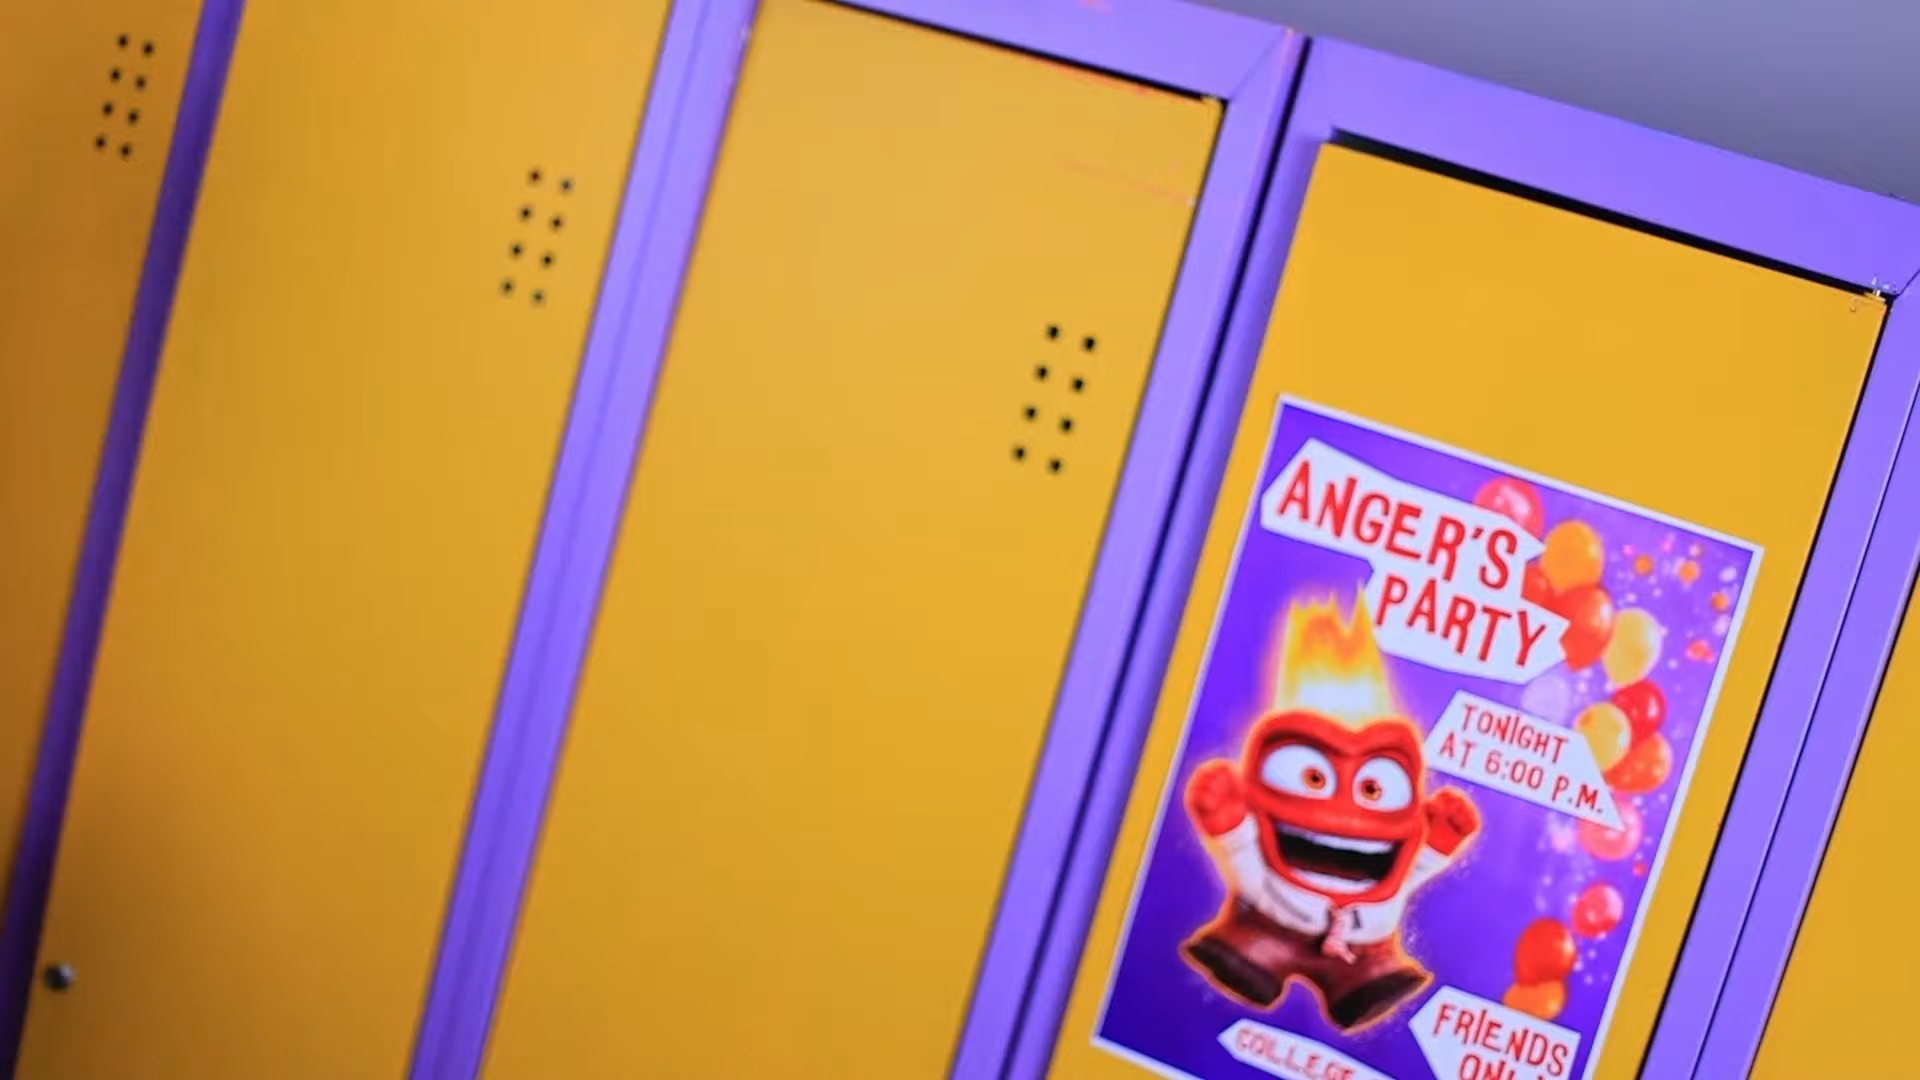 ANGER'S
PARTY
TONIGHT
AT 6:00 P.M.
FRIENDS
COLLEGE